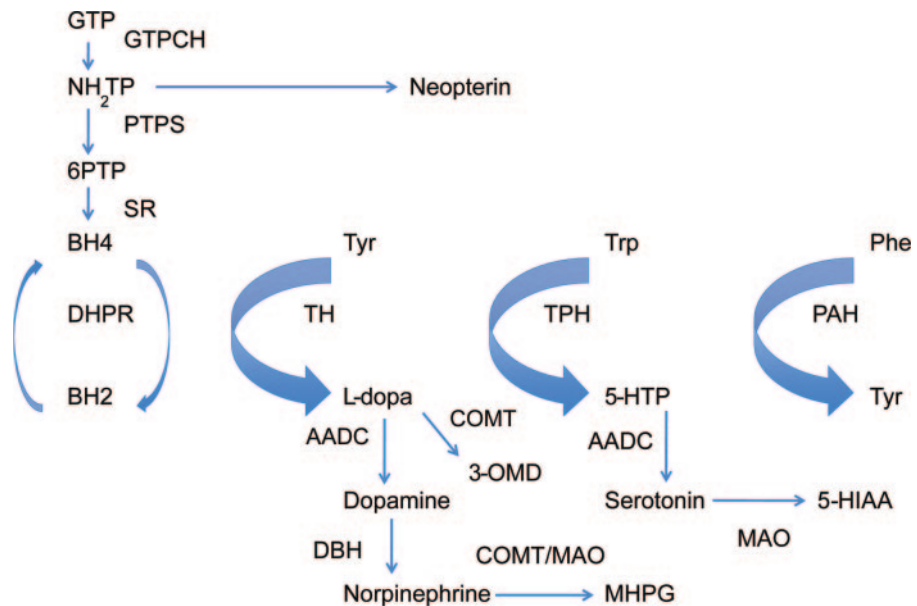 GTP
GTPCH
NH2TP
Neopterin
PTPS
6PTP
SR
BH4
Tyr
Trp
Phe
DHPR
TH
TPH
PAH
BH2
L-dopa
5-HTP
Tyr
COMT
AADC
AADC
3-OMD
Dopamine
Serotonin
5-HIAA
MAO
DBH
COMT/MAO
Norpinephrine
MHPG